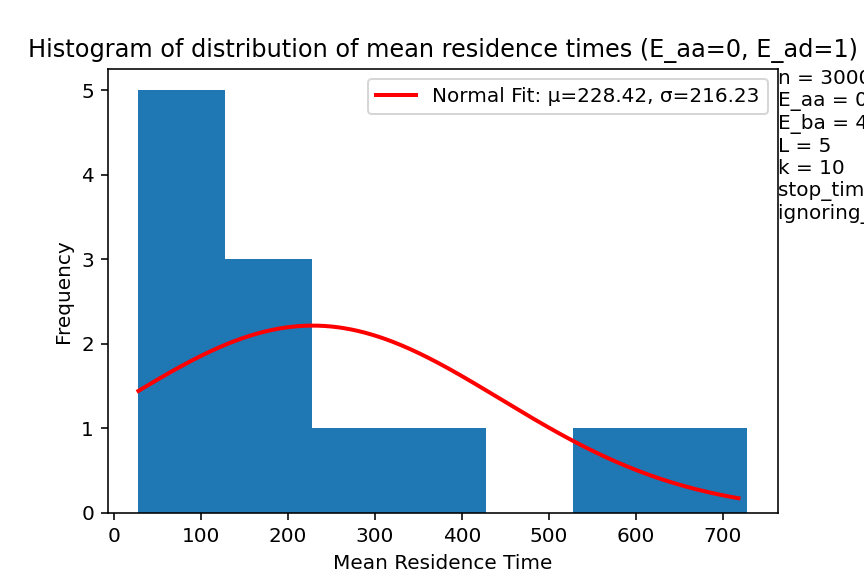 Histogram of distribution of mean residence times (E_aa=0, E_ad=1)
Normal Fit: μ=228.42, σ=216.23
n = 3000
E_aa = 0
E_ba = 4
L = 5
k = 10
stop_tim
ignoring_
5
4
3
2
1
0
Frequency
0 100 200 300 400 500 600 700
Mean Residence Time